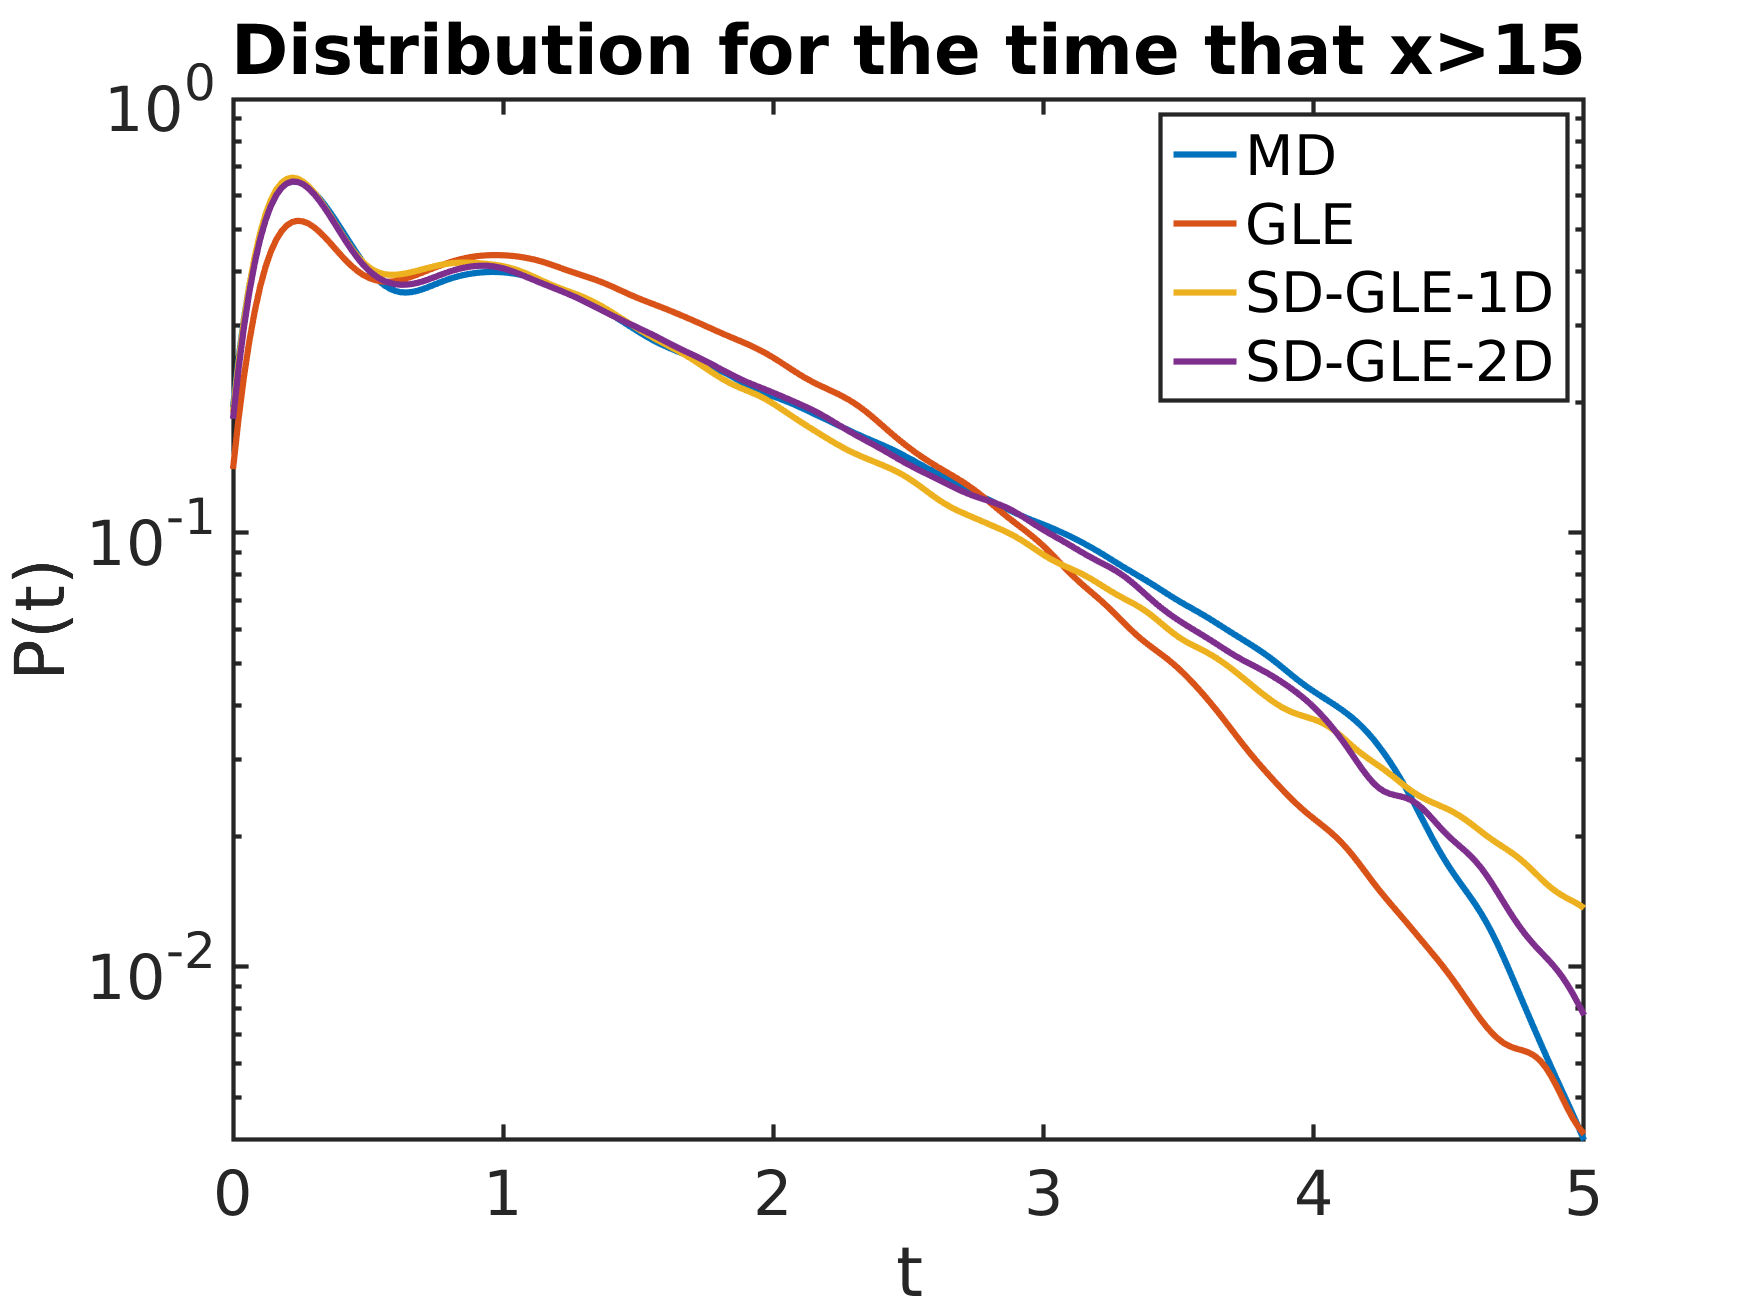 Distribution for the time that x>15
10^0
10^-1
10^-2
P(t)
MD
GLE
SD-GLE-1D
SD-GLE-2D
0 1 2 3 4 5
t